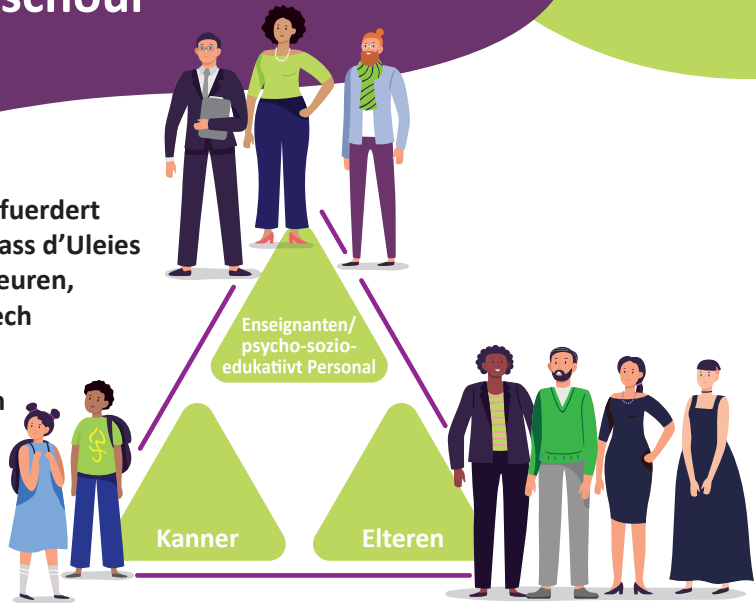 schoul
fuerdert
ass d'Uleies
euren,
ech
n
Enseignanten/
psycho-sozio-
edukatiivt Personal
Kanner
Elteren